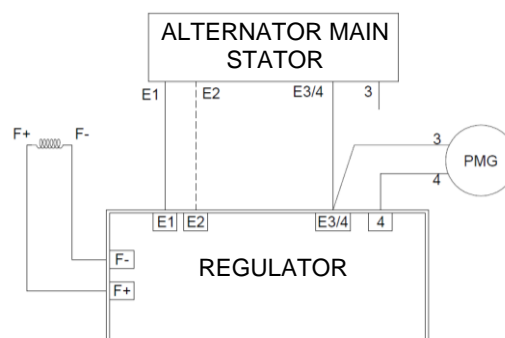 ALTERNATOR MAIN
STATOR
E1
E2
E3/4
3
F+
F-
3
PMG
4
E1
E2
E3/4
4
F-
REGULATOR
F+